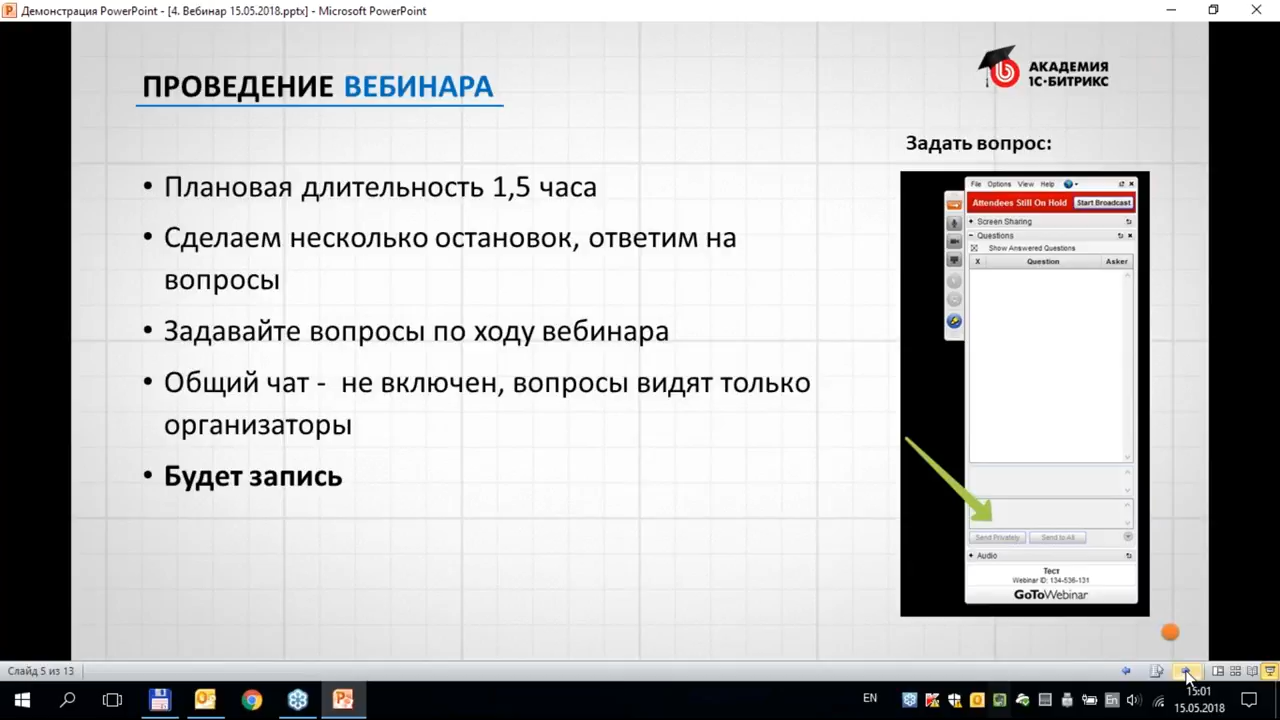 Демонстрация PowerPoint - [4. Вебинар 15.05.2018.pptx] - Microsoft PowerPoint
ПРОВЕДЕНИЕ ВЕБИНАРА
АКАДЕМИЯ
1С·БИТРИКС
Задать вопрос:
• Плановая длительность 1,5 часа
• Сделаем несколько остановок, ответим на
вопросы
• Задавайте вопросы по ходу вебинара
• Общий чат - не включен, вопросы видят только
организаторы
• Будет запись
File Options View Help
Attendees Still On Hold Start Broadcast
Screen Sharing
Questions
Show Answered Questions
X Question Asker
Send Privately Send to All
Audio
Тест
Webinar ID: 134-536-131
GoToWebinar
Слайд 5 из 13
EN
En
15:01
15.05.2018